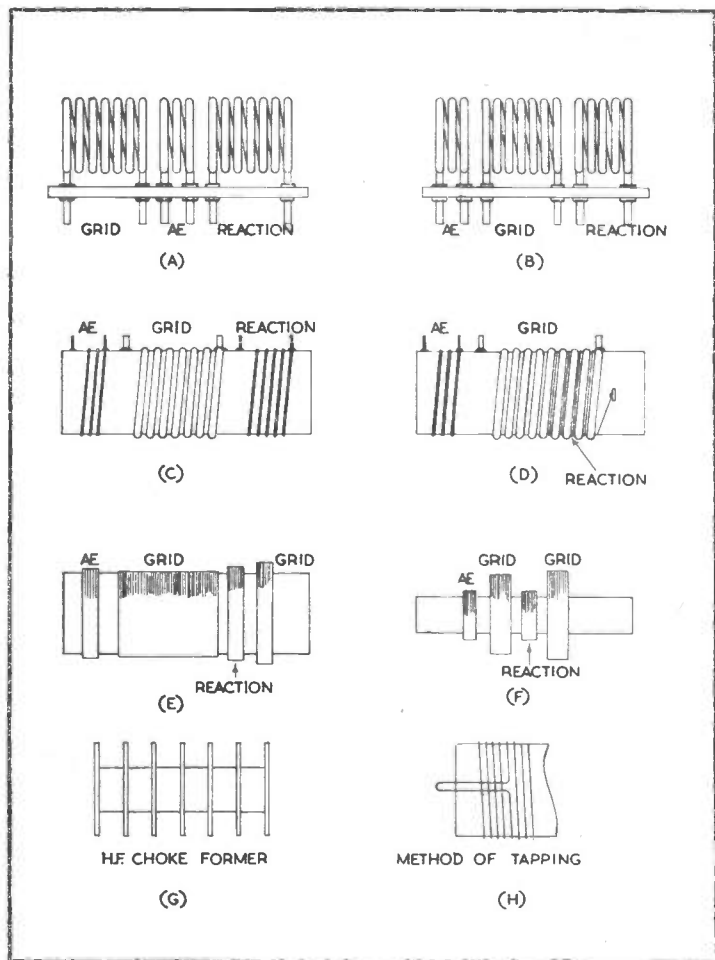 GRID AE REACTION
(A)
AE GRID REACTION
(B)
AE GRID REACTION
(C)
AE GRID
REACTION
(D)
AE GRID GRID
REACTION
(E)
GRID GRID
AE
REACTION
(F)
H.F. CHOKE FORMER
(G)
METHOD OF TAPPING
(H)